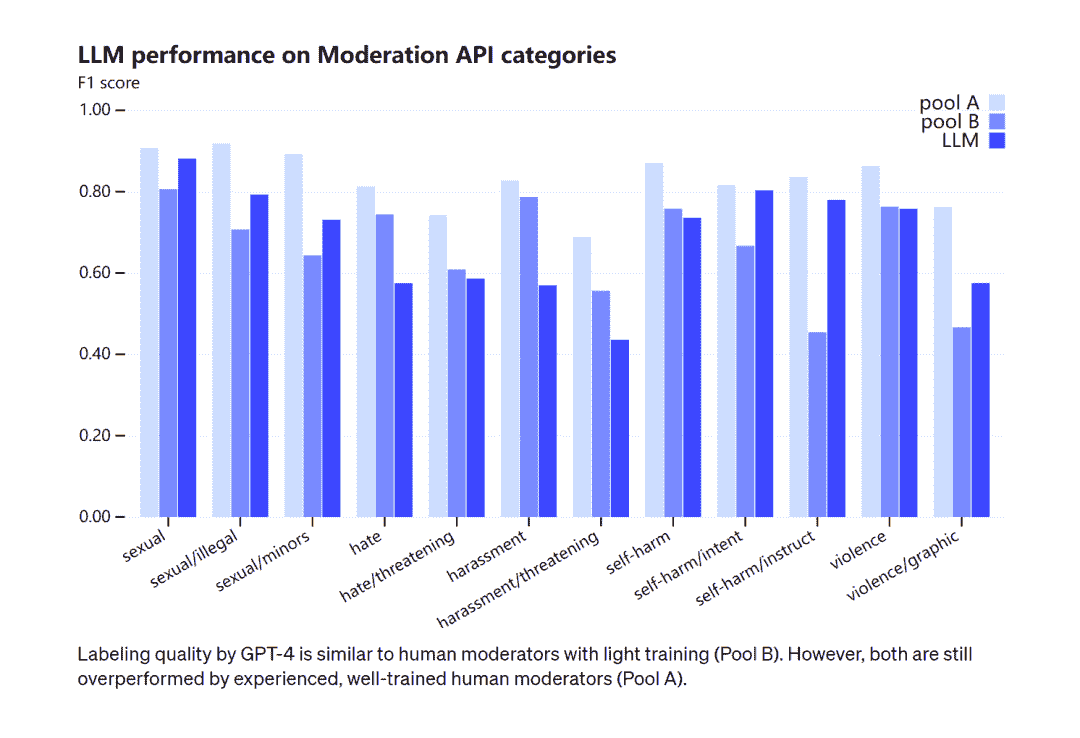 LLM performance on Moderation API categories
F1 score
pool A
pool B
LLM
1.00
0.80
0.60
0.40
0.20
0.00
sexual
sexual/illegal
sexual/minors
hate
hate/threatening
harassment
harassment/threatening
self-harm
self-harm/intent
self-harm/instruct
violence
violence/graphic
Labeling quality by GPT-4 is similar to human moderators with light training (Pool B). However, both are still
overperformed by experienced, well-trained human moderators (Pool A).